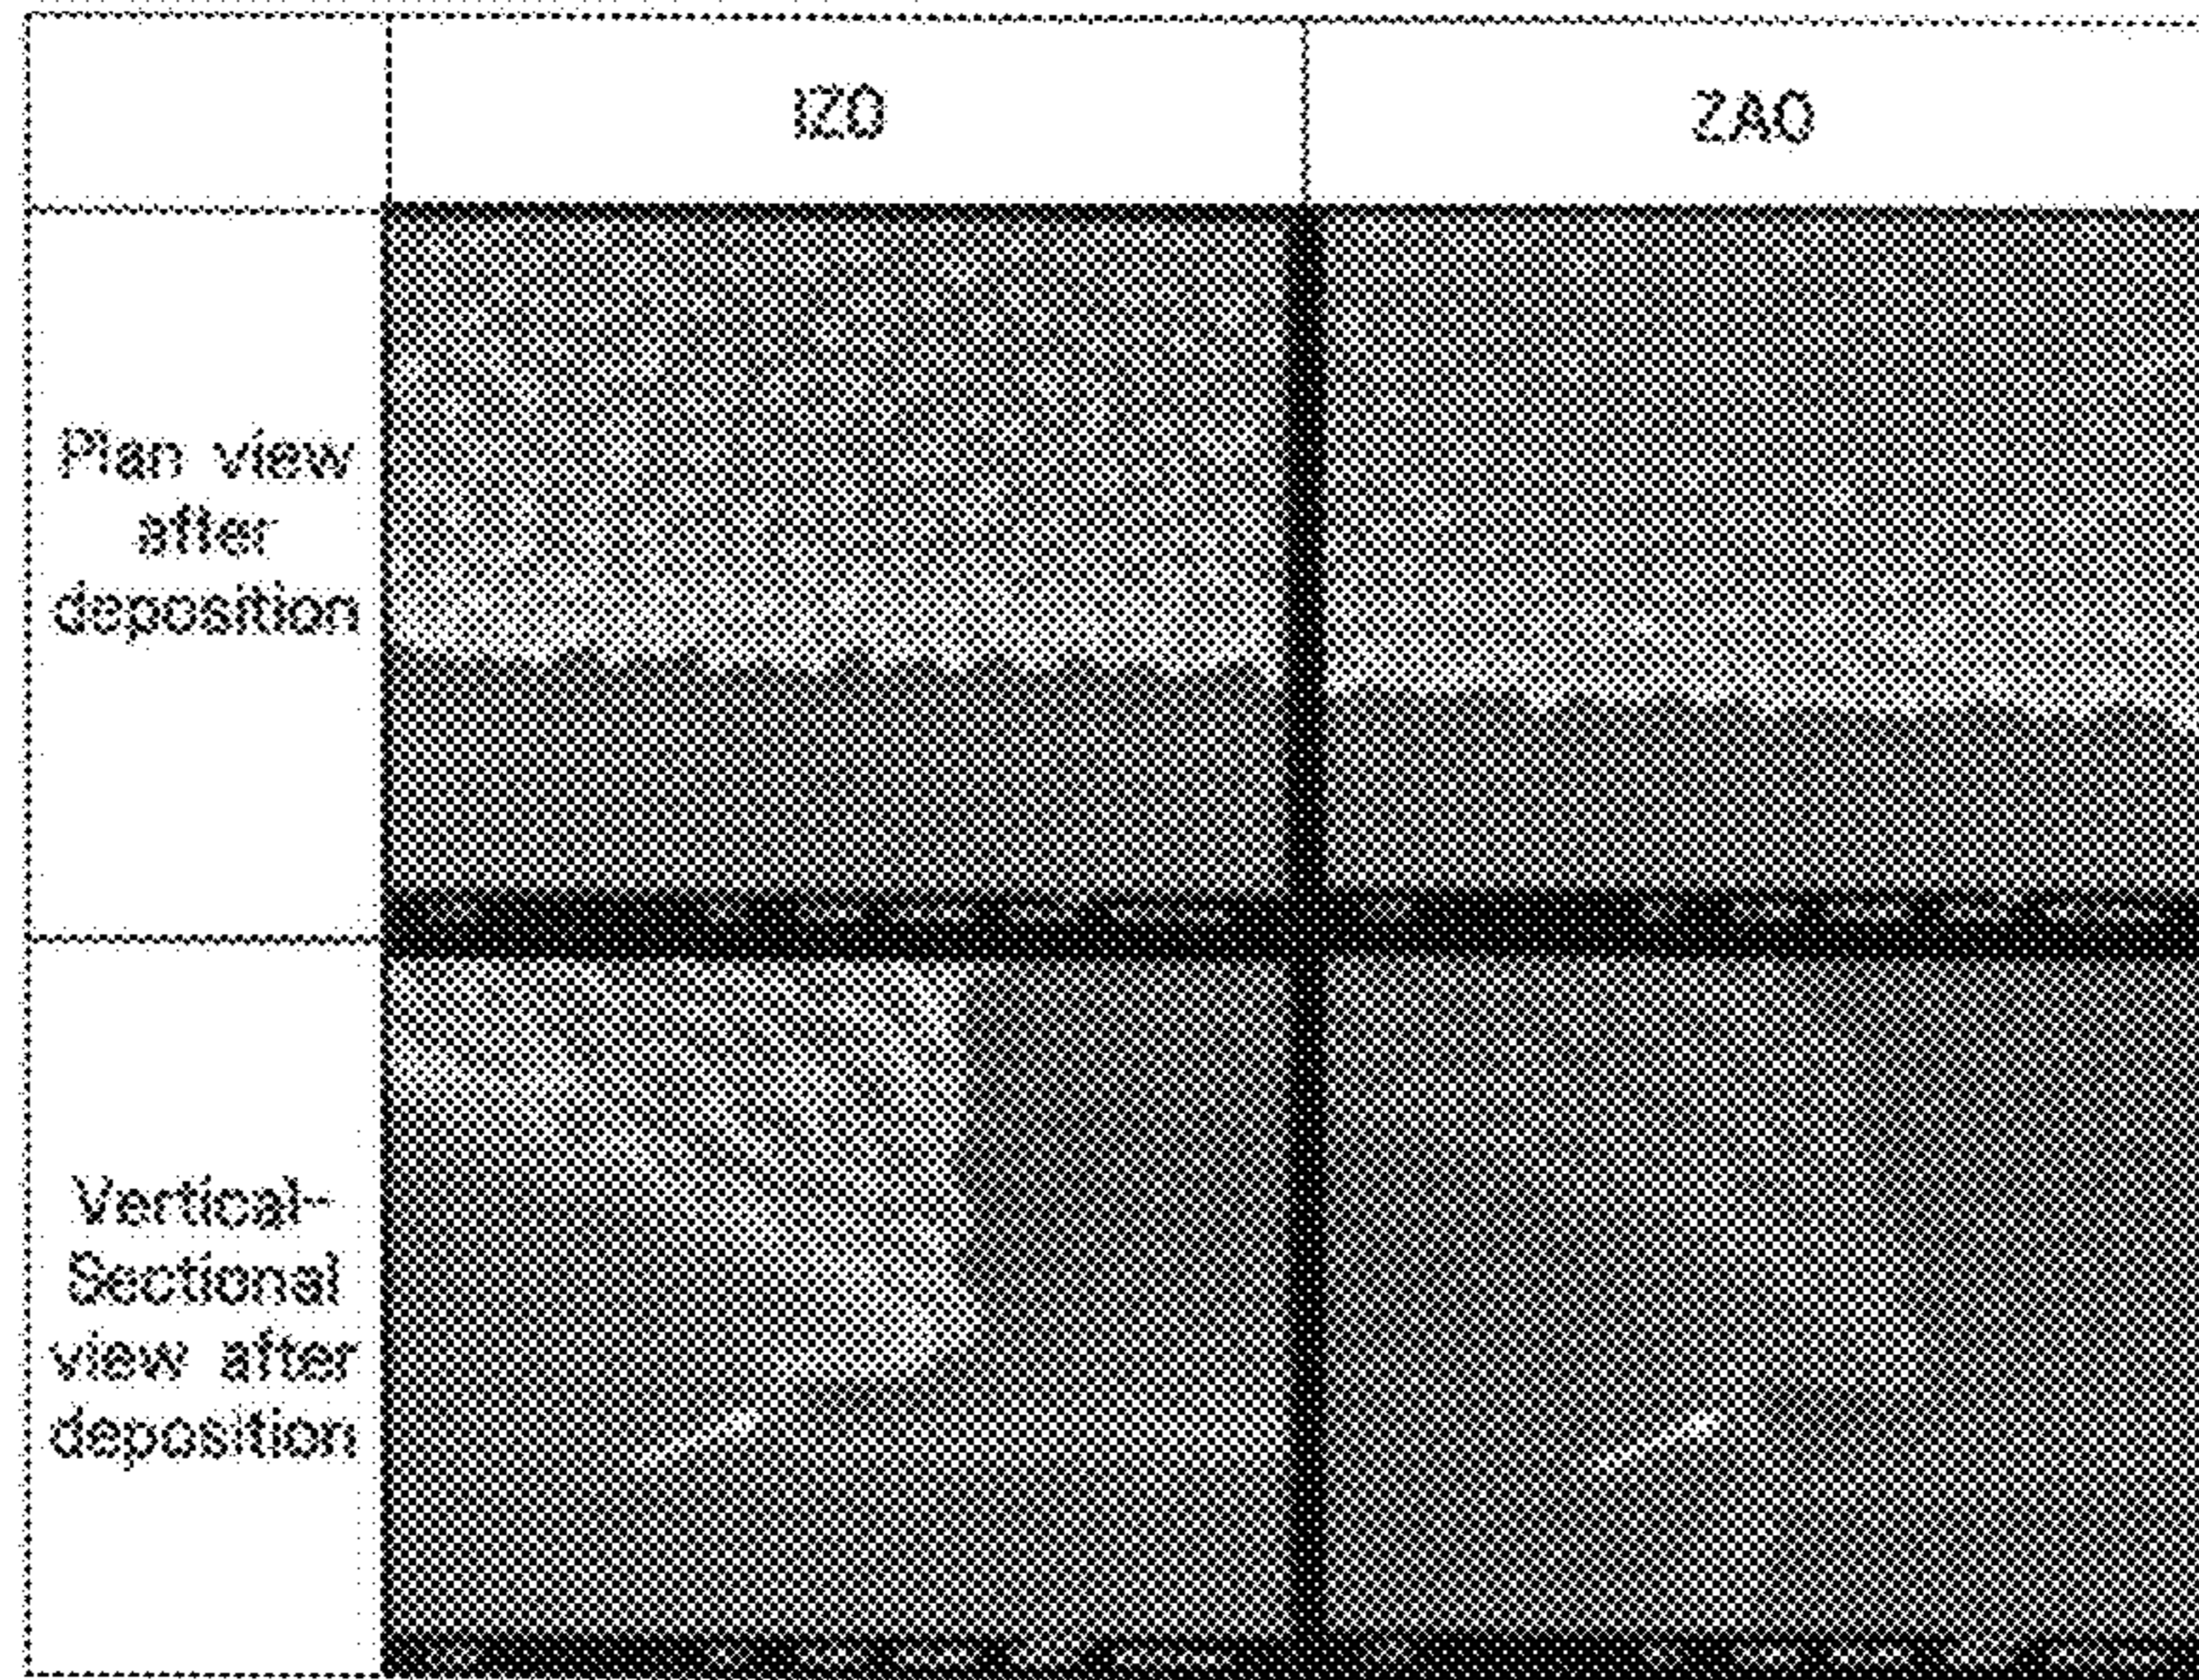 IZO
ZAO
Plan view
after
deposition
Vertical-
Sectional
view after
deposition